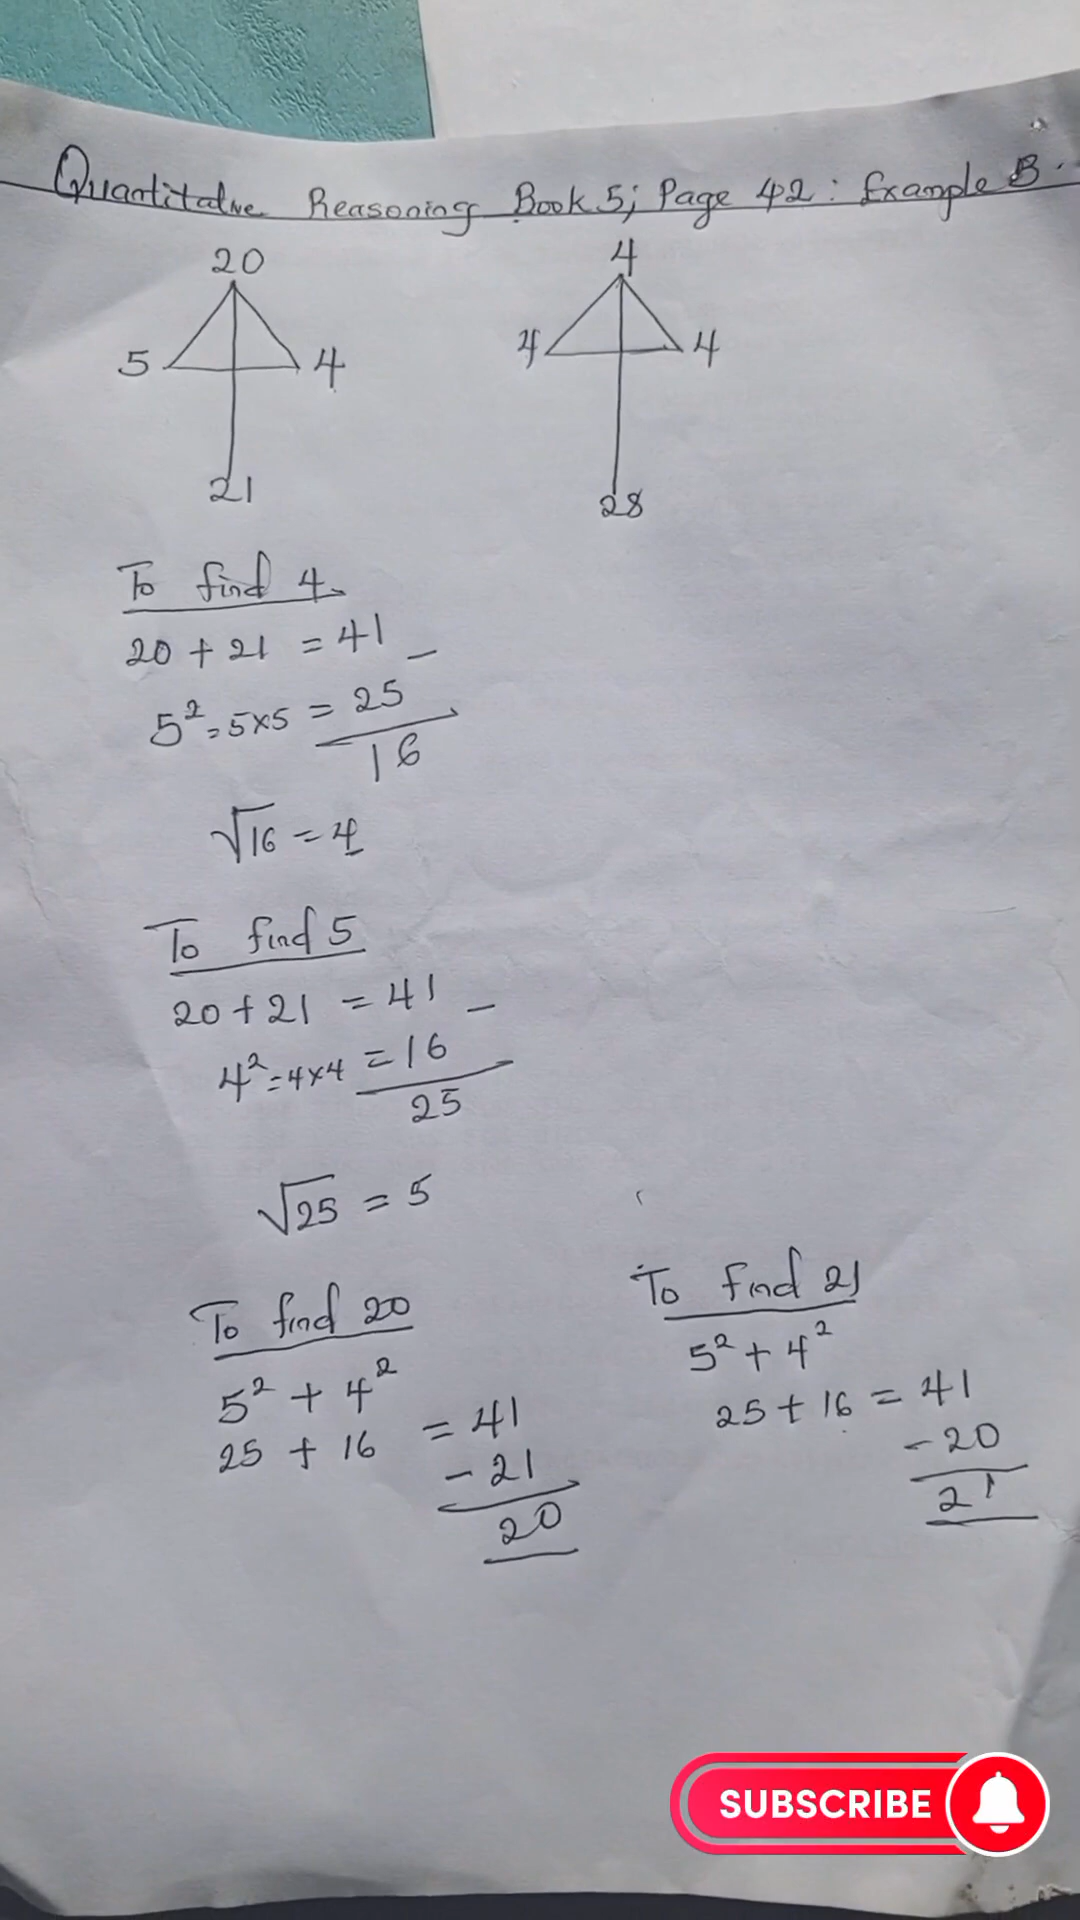 Quantitative Reasoning Book 5; Page 42: Example B.
20
5 4
21
4
4 4
28
To find 4
20 + 21 = 41 -
5² = 5×5 = 25
16
√16 = 4
To find 5
20 + 21 = 41 -
4² = 4×4 = 16
25
√25 = 5
To find 20
5² + 4²
25 + 16 = 41
- 21
20
To find 21
5² + 4²
25 + 16 = 41
- 20
21
SUBSCRIBE